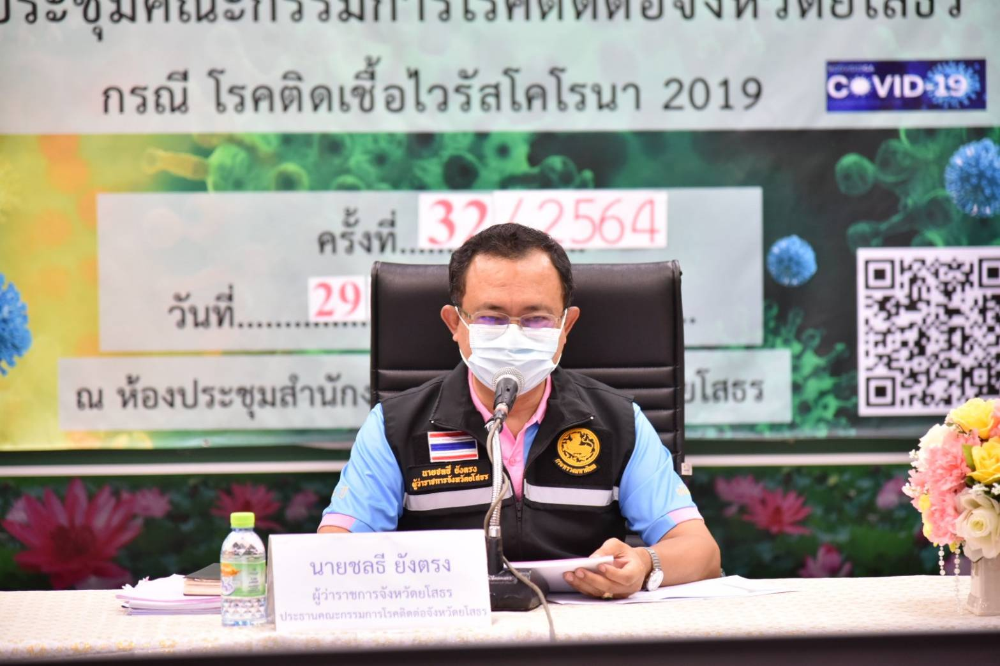 ประชุมคณะกรรมการโรคติดต่อจังหวัดยโสธร
กรณี โรคติดเชื้อไวรัสโคโรนา 2019
COVID-19
ครั้งที่ 32/2564
วันที่ 29
ณ ห้องประชุมสำนักง ยโสธร
นายชลธี ยังตรง
ผู้ว่าราชการจังหวัดยโสธร
กระทรวงมหาดไทย
นายชลธี ยังตรง
ผู้ว่าราชการจังหวัดยโสธร
ประธานคณะกรรมการโรคติดต่อจังหวัดยโสธร